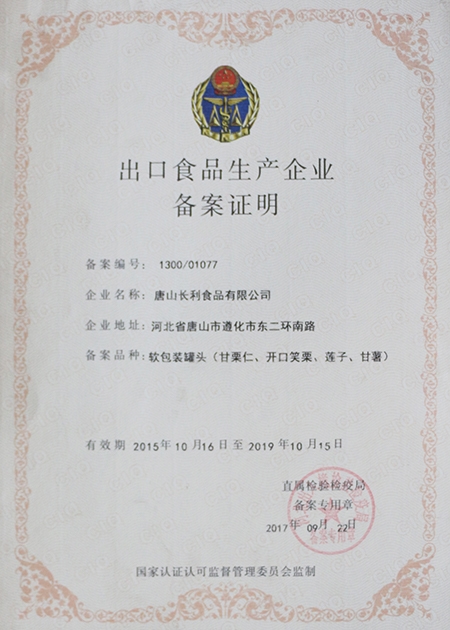 出口食品生产企业
备案证明
备案编号: 1300/01077
企业名称: 唐山长利食品有限公司
企业地址: 河北省唐山市遵化市东二环南路
备案品种: 软包装罐头（甘栗仁、开口笑栗、莲子、甘薯）
有效期 2015年10月16日至2019年10月15日
直属检验检疫局
备案专用章
2017年 09月 22日
国家认证认可监督管理委员会监制